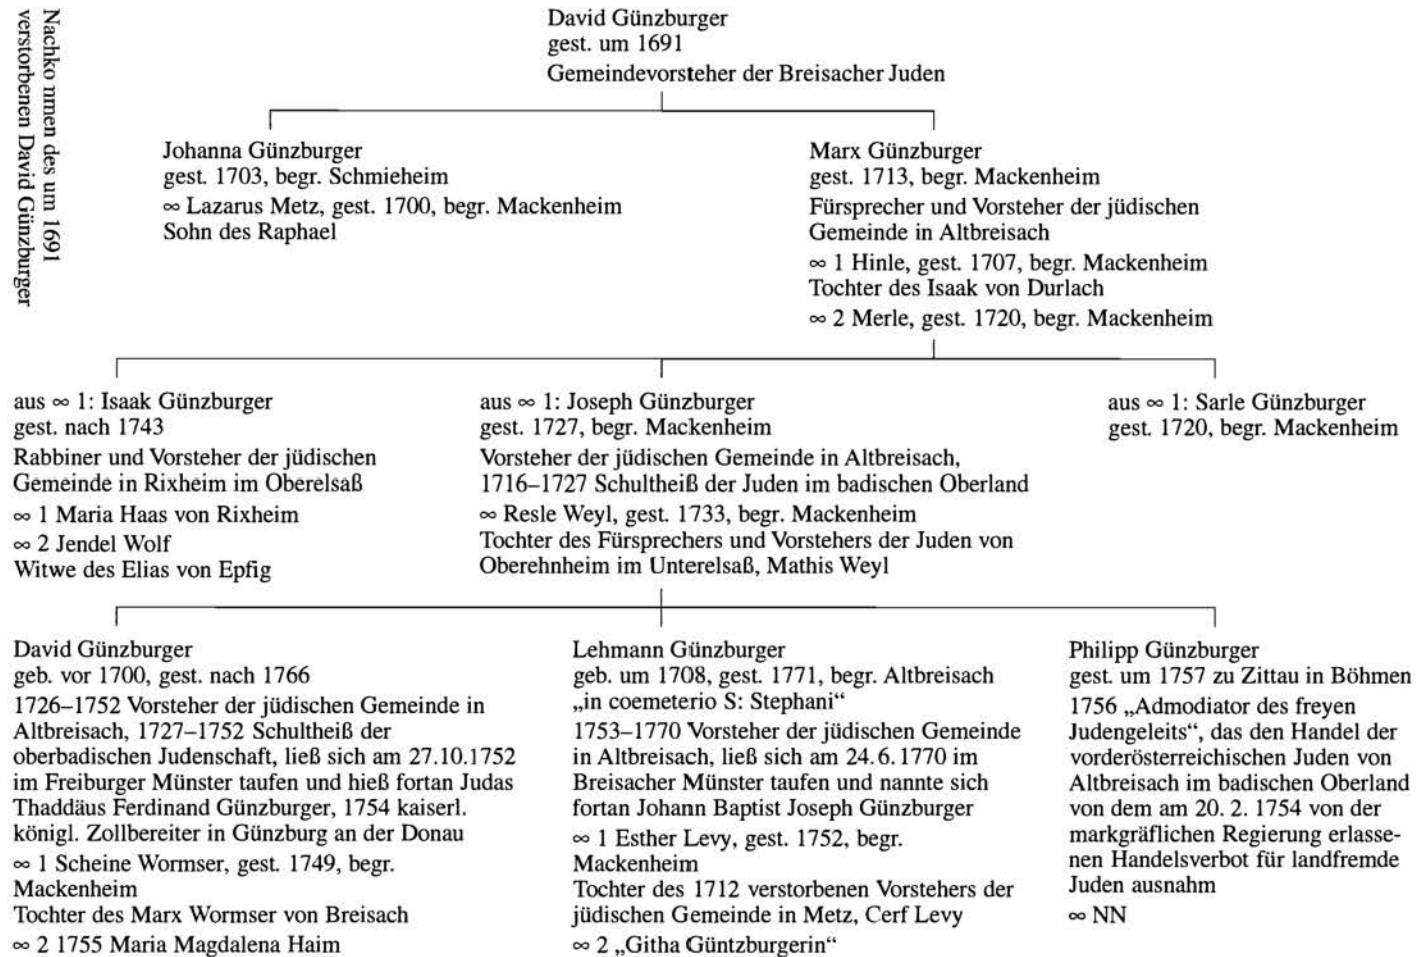 Nachko nmen des um 1691
verstorbenen David Günzburger
David Günzburger
gest. um 1691
Gemeindevorsteher der Breisacher Juden
Johanna Günzburger
gest. 1703, begr. Schmieheim
∞ Lazarus Metz, gest. 1700, begr. Mackenheim
Sohn des Raphael
Marx Günzburger
gest. 1713, begr. Mackenheim
Fürsprecher und Vorsteher der jüdischen
Gemeinde in Altbreisach
∞ 1 Hinle, gest. 1707, begr. Mackenheim
Tochter des Isaak von Durlach
∞ 2 Merle, gest. 1720, begr. Mackenheim
aus ∞ 1: Isaak Günzburger
gest. nach 1743
Rabbiner und Vorsteher der jüdischen
Gemeinde in Rixheim im Oberelsaß
∞ 1 Maria Haas von Rixheim
∞ 2 Jendel Wolf
Witwe des Elias von Epfig
aus ∞ 1: Joseph Günzburger
gest. 1727, begr. Mackenheim
Vorsteher der jüdischen Gemeinde in Altbreisach,
1716–1727 Schultheiß der Juden im badischen Oberland
∞ Resle Weyl, gest. 1733, begr. Mackenheim
Tochter des Fürsprechers und Vorstehers der Juden von
Oberehnheim im Unterelsaß, Mathis Weyl
aus ∞ 1: Sarle Günzburger
gest. 1720, begr. Mackenheim
David Günzburger
geb. vor 1700, gest. nach 1766
1726–1752 Vorsteher der jüdischen Gemeinde in
Altbreisach, 1727–1752 Schultheiß der
oberbadischen Judenschaft, ließ sich am 27.10.1752
im Freiburger Münster taufen und hieß fortan Judas
Thaddäus Ferdinand Günzburger, 1754 kaiserl.
königl. Zollbereiter in Günzburg an der Donau
∞ 1 Scheine Wormser, gest. 1749, begr.
Mackenheim
Tochter des Marx Wormser von Breisach
∞ 2 1755 Maria Magdalena Haim
Lehmann Günzburger
geb. um 1708, gest. 1771, begr. Altbreisach
„in coemeterio S: Stephani“
1753–1770 Vorsteher der jüdischen Gemeinde
in Altbreisach, ließ sich am 24. 6. 1770 im
Breisacher Münster taufen und nannte sich
fortan Johann Baptist Joseph Günzburger
∞ 1 Esther Levy, gest. 1752, begr.
Mackenheim
Tochter des 1712 verstorbenen Vorstehers der
jüdischen Gemeinde in Metz, Cerf Levy
∞ 2 „Githa Güntzburgerin“
Philipp Günzburger
gest. um 1757 zu Zittau in Böhmen
1756 „Admodiator des freyen
Judengeleits“, das den Handel der
vorderösterreichischen Juden von
Altbreisach im badischen Oberland
von dem am 20. 2. 1754 von der
markgräflichen Regierung erlasse-
nen Handelsverbot für landfremde
Juden ausnahm
∞ NN